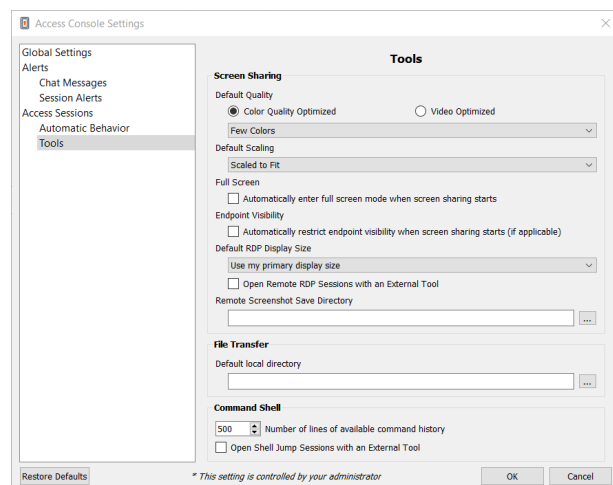 Access Console Settings
Global Settings
Alerts
Chat Messages
Session Alerts
Access Sessions
Automatic Behavior
Tools
Tools
Screen Sharing
Default Quality
Color Quality Optimized
Video Optimized
Few Colors
Default Scaling
Scaled to Fit
Full Screen
Automatically enter full screen mode when screen sharing starts
Endpoint Visibility
Automatically restrict endpoint visibility when screen sharing starts (if applicable)
Default RDP Display Size
Use my primary display size
Open Remote RDP Sessions with an External Tool
Remote Screenshot Save Directory
...
File Transfer
Default local directory
...
Command Shell
500 Number of lines of available command history
Open Shell Jump Sessions with an External Tool
Restore Defaults
* This setting is controlled by your administrator
OK
Cancel